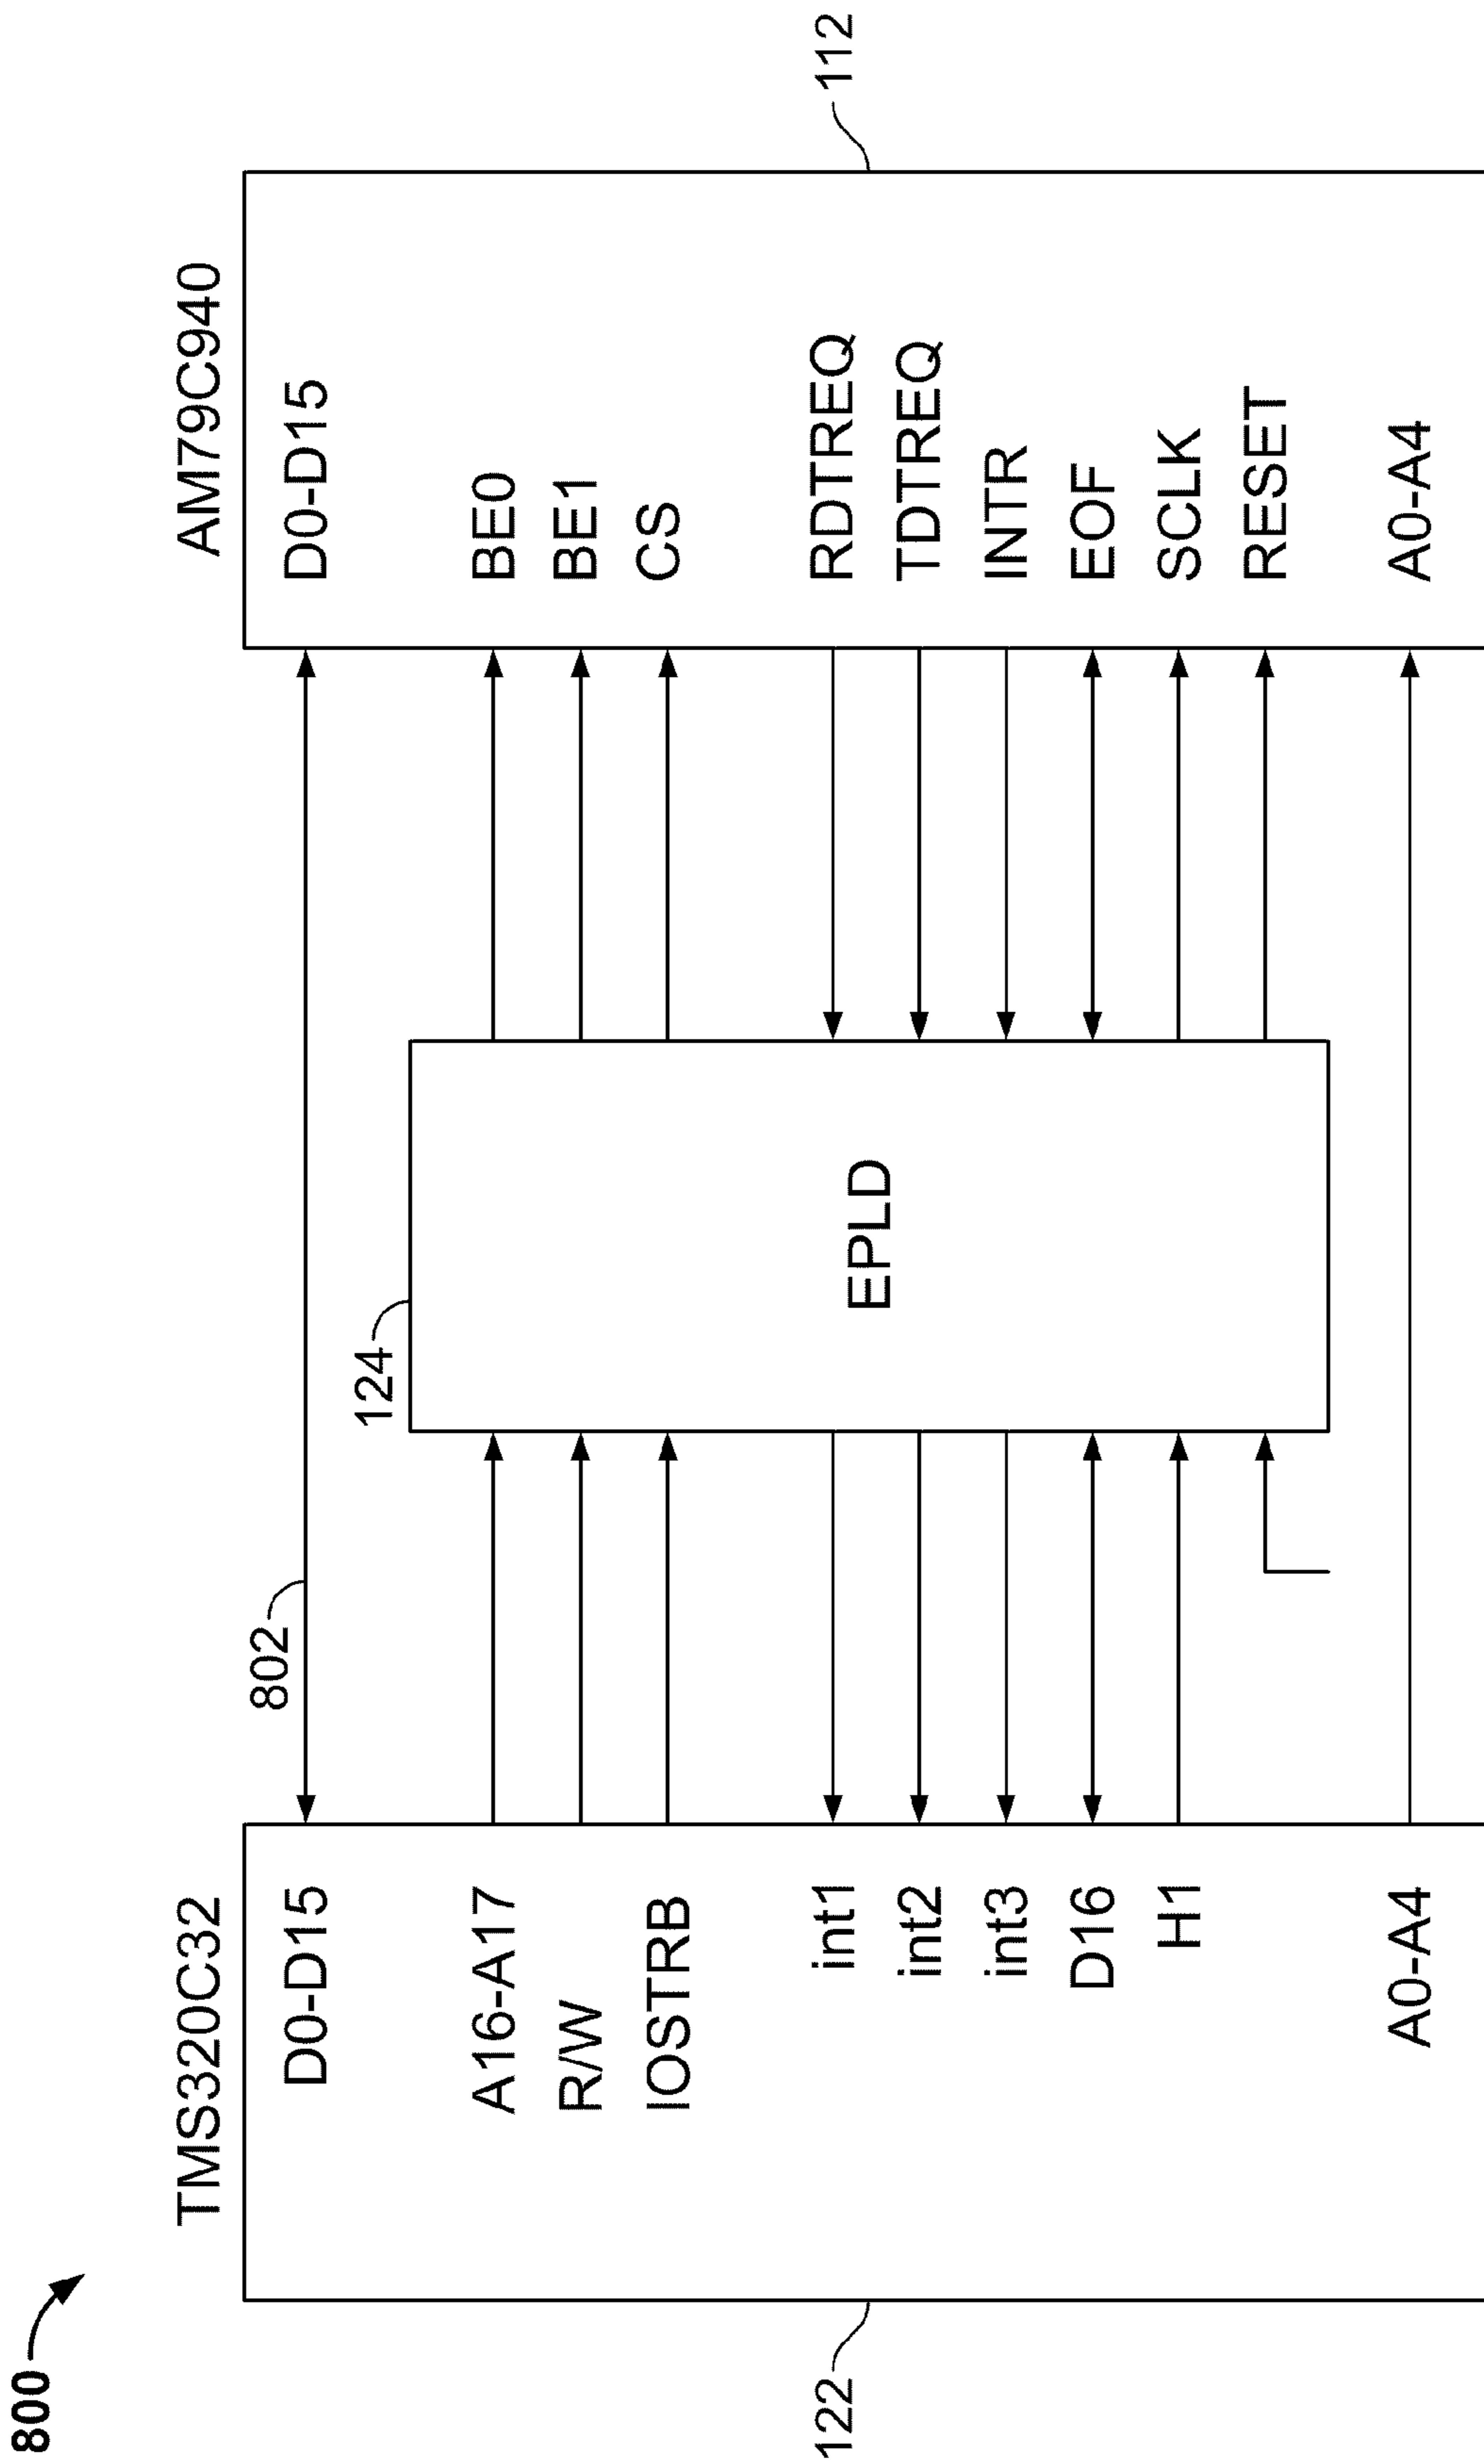 800
TMS320C32
AM79C940
802
D0-D15
D0-D15
124
A16-A17
BE0
R/W
BE1
IOSTRB
CS
122
int1
EPLD
RDTREQ
112
int2
TDTREQ
int3
INTR
D16
EOF
H1
SCLK
RESET
A0-A4
A0-A4